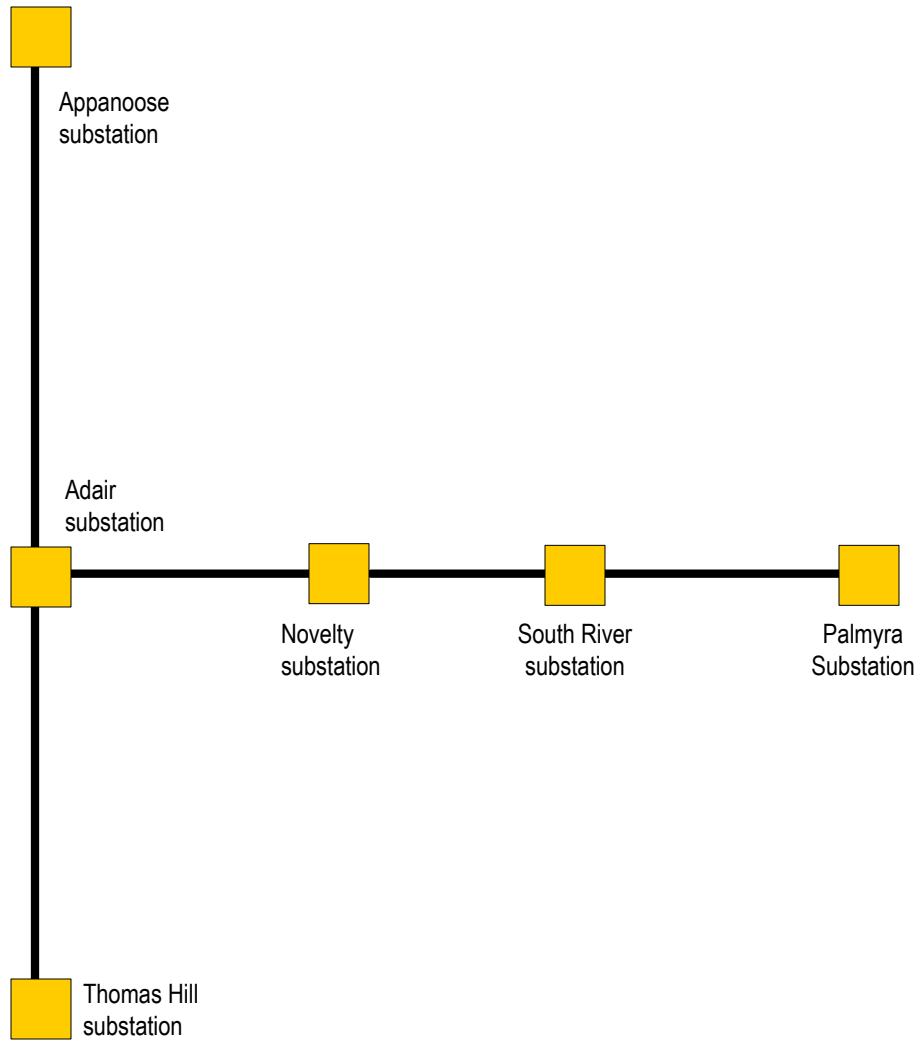 Appanoose
substation
Adair
substation
Novelty
substation
South River
substation
Palmyra
Substation
Thomas Hill
substation